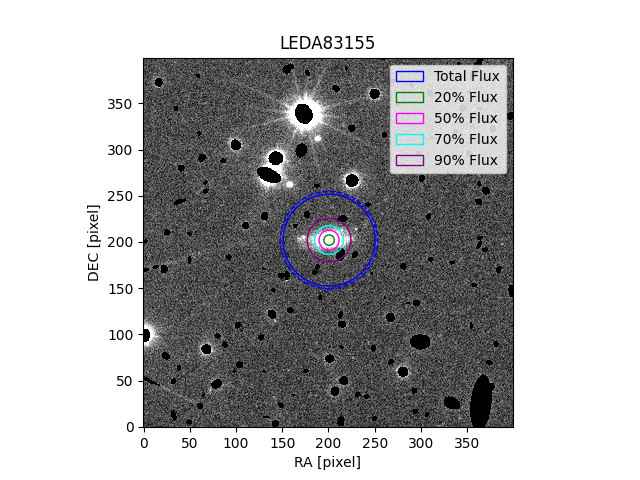 LEDA83155
Total Flux
20% Flux
50% Flux
70% Flux
90% Flux
DEC [pixel]
350
300
250
200
150
100
50
0
0 50 100 150 200 250 300 350
RA [pixel]